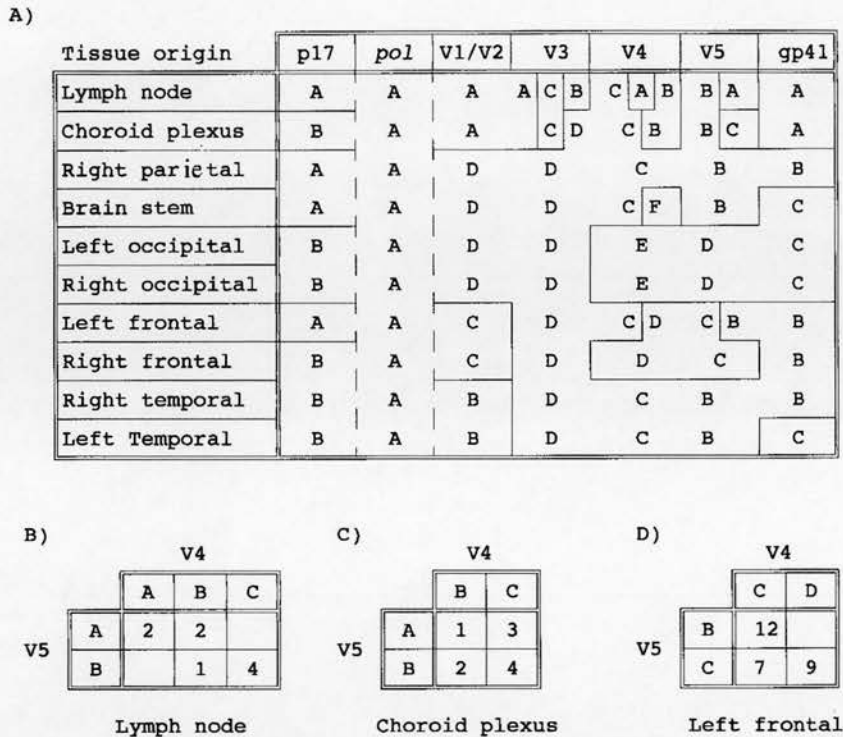 A)
Tissue origin p17 pol V1/V2 V3 V4 V5 gp41
Lymph node A A A A C B C A B B A A
Choroid plexus B A A C D C B B C A
Right parietal A A D D C B B
Brain stem A A D D C F B C
Left occipital B A D D E D C
Right occipital B A D D E D C
Left frontal A A C D C D C B B
Right frontal B A C D D C B
Right temporal B A B D C B B
Left Temporal B A B D C B C
B) C) D)
V4 V4 V4
A B C B C C D
V5 A 2 2 V5 A 1 3 V5 B 12
B 1 4 B 2 4 C 7 9
Lymph node Choroid plexus Left frontal